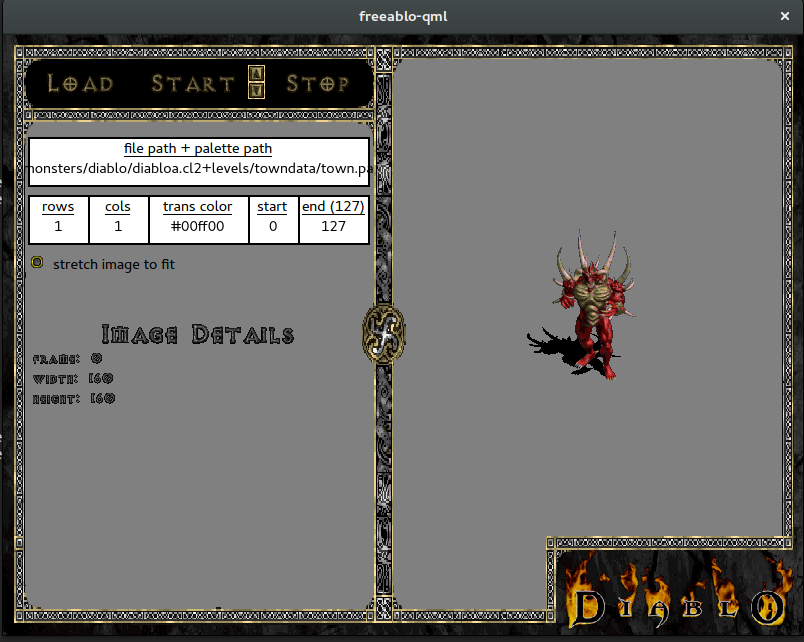 freeablo-qml
LOAD START STOP
file path + palette path
monsters/diablo/diabloa.cl2+levels/towndata/town.pa
rows cols trans color start end (127)
1 1 #00ff00 0 127
stretch image to fit
IMAGE DETAILS
FRAME: 0
WIDTH: 160
HEIGHT: 160
DIABLO